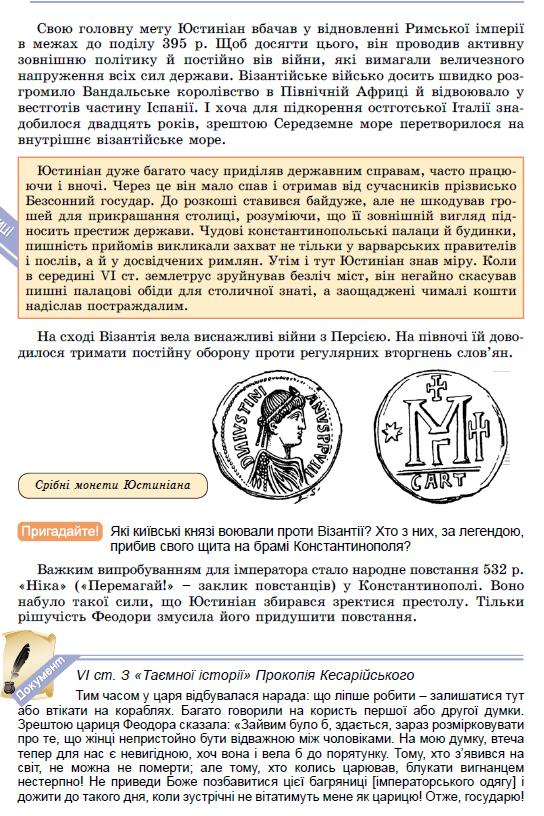 Свою головну мету Юстиніан вбачав у відновленні Римської імперії
в межах до поділу 395 р. Щоб досягти цього, він проводив активну
зовнішню політику й постійно вів війни, які вимагали величезного
напруження всіх сил держави. Візантійське військо досить швидко роз-
громило Вандальське королівство в Північній Африці й відвоювало у
вестготів частину Іспанії. І хоча для підкорення остготської Італії зна-
добилося двадцять років, зрештою Середземне море перетворилося на
внутрішнє візантійське море.
Юстиніан дуже багато часу приділяв державним справам, часто працю-
ючи і вночі. Через це він мало спав і отримав від сучасників прізвисько
Безсонний государ. До розкоші ставився байдуже, але не шкодував гро-
шей для прикрашання столиці, розуміючи, що її зовнішній вигляд під-
носить престиж держави. Чудові константинопольські палаци й будинки,
пишність прийомів викликали захват не тільки у варварських правителів
і послів, а й у досвідчених римлян. Утім і тут Юстиніан знав міру. Коли
в середині VI ст. землетрус зруйнував безліч міст, він негайно скасував
пишні палацові обіди для столичної знаті, а заощаджені чималі кошти
надіслав постраждалим.
На сході Візантія вела виснажливі війни з Персією. На півночі їй дово-
дилося тримати постійну оборону проти регулярних вторгнень слов’ян.
CART
Срібні монети Юстиніана
Пригадайте! Які київські князі воювали проти Візантії? Хто з них, за легендою,
прибив свого щита на брамі Константинополя?
Важким випробуванням для імператора стало народне повстання 532 р.
«Ніка» («Перемагай!» – заклик повстанців) у Константинополі. Воно
набуло такої сили, що Юстиніан збирався зректися престолу. Тільки
рішучість Феодори змусила його придушити повстання.
Документ
VI ст. З «Таємної історії» Прокопія Кесарійського
Тим часом у царя відбувалася нарада: що ліпше робити – залишатися тут
або втікати на кораблях. Багато говорили на користь першої або другої думки.
Зрештою цариця Феодора сказала: «Зайвим було б, здається, зараз розмірковувати
про те, що жінці непристойно бути відважною між чоловіками. На мою думку, втеча
тепер для нас є невигідною, хоч вона і вела б до порятунку. Тому, хто з’явився на
світ, не можна не померти; але тому, хто колись царював, блукати вигнанцем
нестерпно! Не приведи Боже позбавитися цієї багряниці [імператорського одягу] і
дожити до такого дня, коли зустрічні не вітатимуть мене як царицю! Отже, государю!